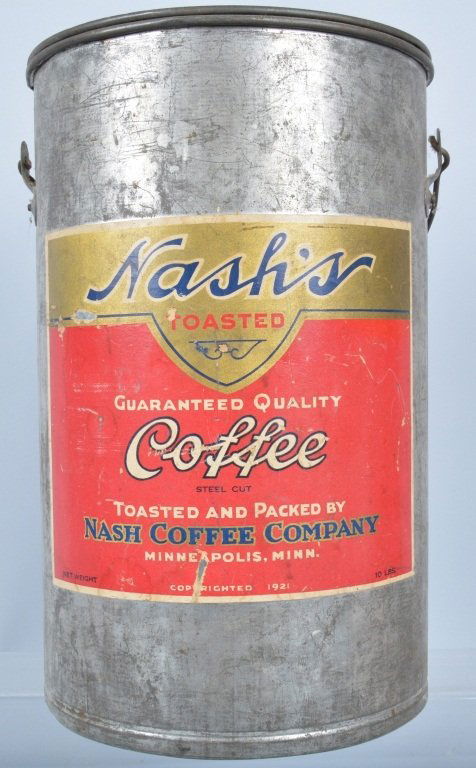 Nash's
TOASTED
GUARANTEED QUALITY
Coffee
STEEL CUT
TOASTED AND PACKED BY
NASH COFFEE COMPANY
MINNEAPOLIS, MINN.
NET WEIGHT 10 LBS.
COPYRIGHTED 1921